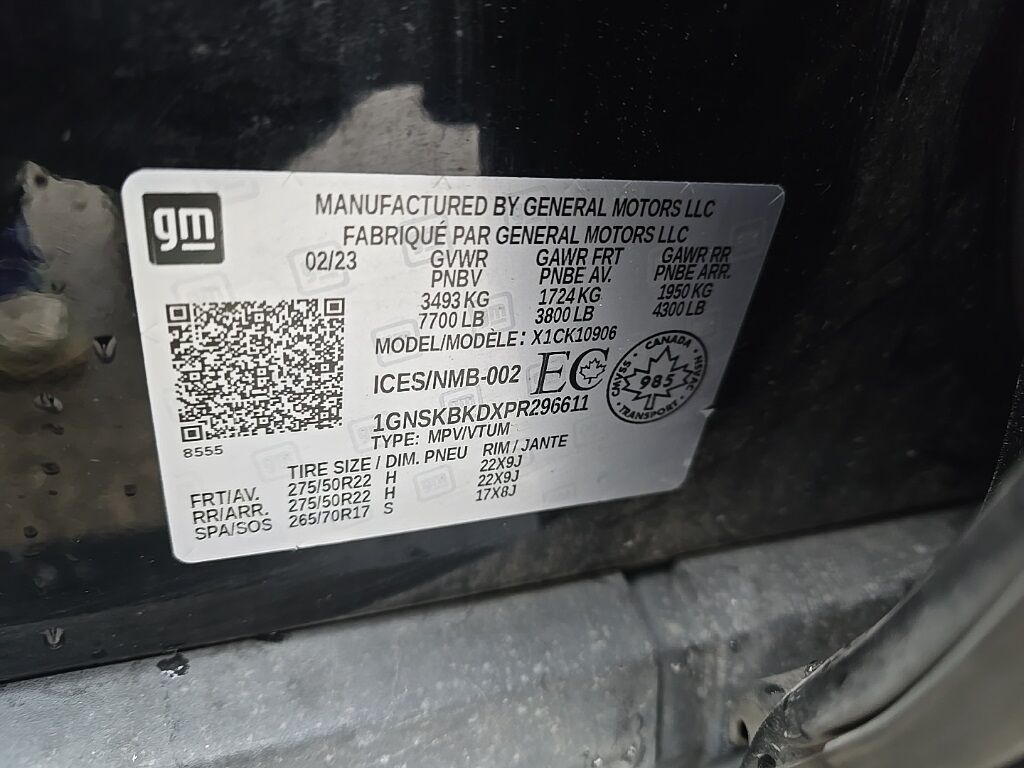 gm
MANUFACTURED BY GENERAL MOTORS LLC
FABRIQUÉ PAR GENERAL MOTORS LLC
02/23 GVWR GAWR FRT GAWR RR
PNBV PNBE AV. PNBE ARR.
3493 KG 1724 KG 1950 KG
7700 LB 3800 LB 4300 LB
MODEL/MODÈLE: X1CK10906
ICES/NMB-002 EC
CANADA
CMVSS · HSVAC
985
TRANSPORT
1GNSKBKDXPR296611
8555 TYPE: MPV/VTUM
TIRE SIZE / DIM. PNEU RIM / JANTE
FRT/AV. 275/50R22 H 22X9J
RR/ARR. 275/50R22 H 22X9J
SPA/SOS 265/70R17 S 17X8J